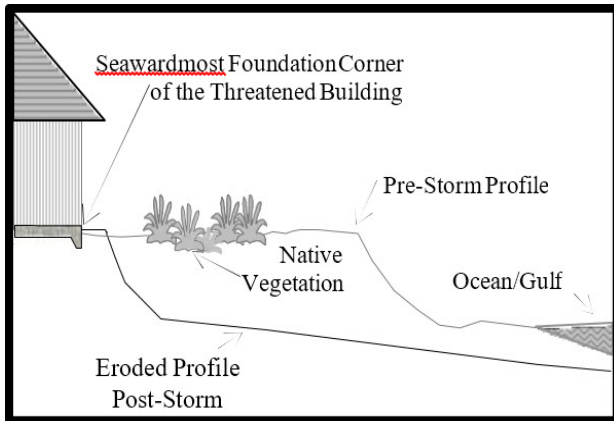 Seawardmost Foundation Corner
of the Threatened Building
Pre-Storm Profile
Native
Vegetation
Ocean/Gulf
Eroded Profile
Post-Storm